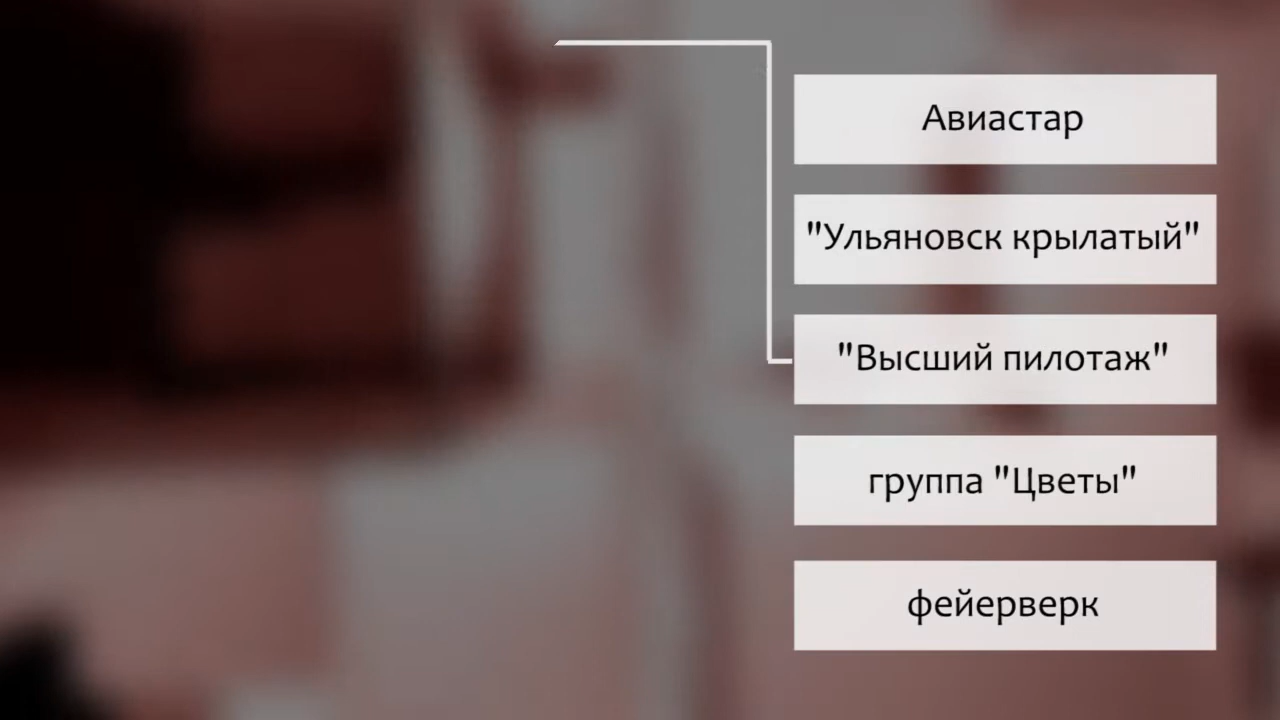 Авиастар
"Ульяновск крылатый"
"Высший пилотаж"
группа "Цветы"
фейерверк